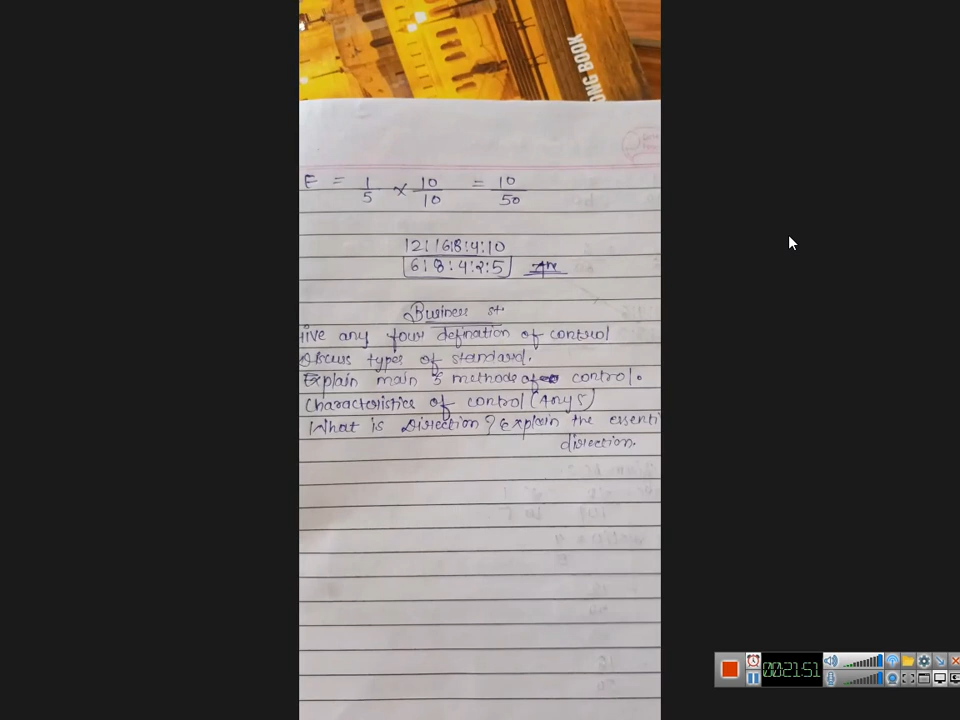 ONG BOOK
E = 1/5 × 10/10 = 10/50
12:16:8:4:10
6:8:4:2:5 Ans
Business st.
ive any four defination of control
Discus types of standard.
Explain main 5 methods of control.
Characteristics of control (Any 5)
What is Direction? Explain the essenti
direction.
00:21:51